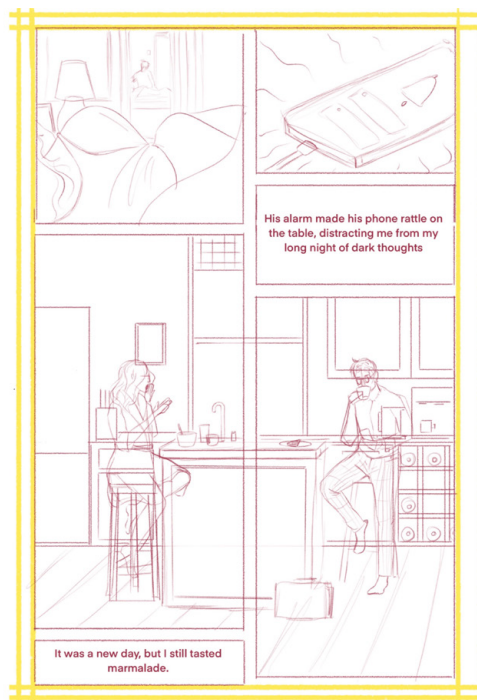 His alarm made his phone rattle on
the table, distracting me from my
long night of dark thoughts
It was a new day, but I still tasted
marmalade.